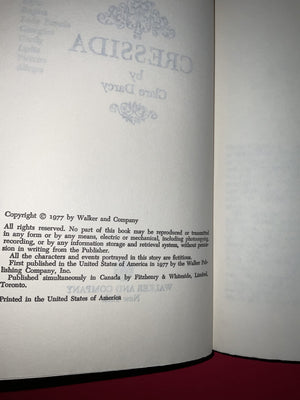 CRESSIDA
by
Clare Darcy
Copyright © 1977 by Walker and Company
All rights reserved. No part of this book may be reproduced or transmitted
in any form or by any means, electric or mechanical, including photocopying,
recording, or by any information storage and retrieval system, without permis-
sion in writing from the Publisher.
All the characters and events portrayed in this story are fictitious.
First published in the United States of America in 1977 by the Walker Pub-
lishing Company, Inc.
Published simultaneously in Canada by Fitzhenry & Whiteside, Limited,
Toronto.
Printed in the United States of America
WALKER AND COMPANY
New